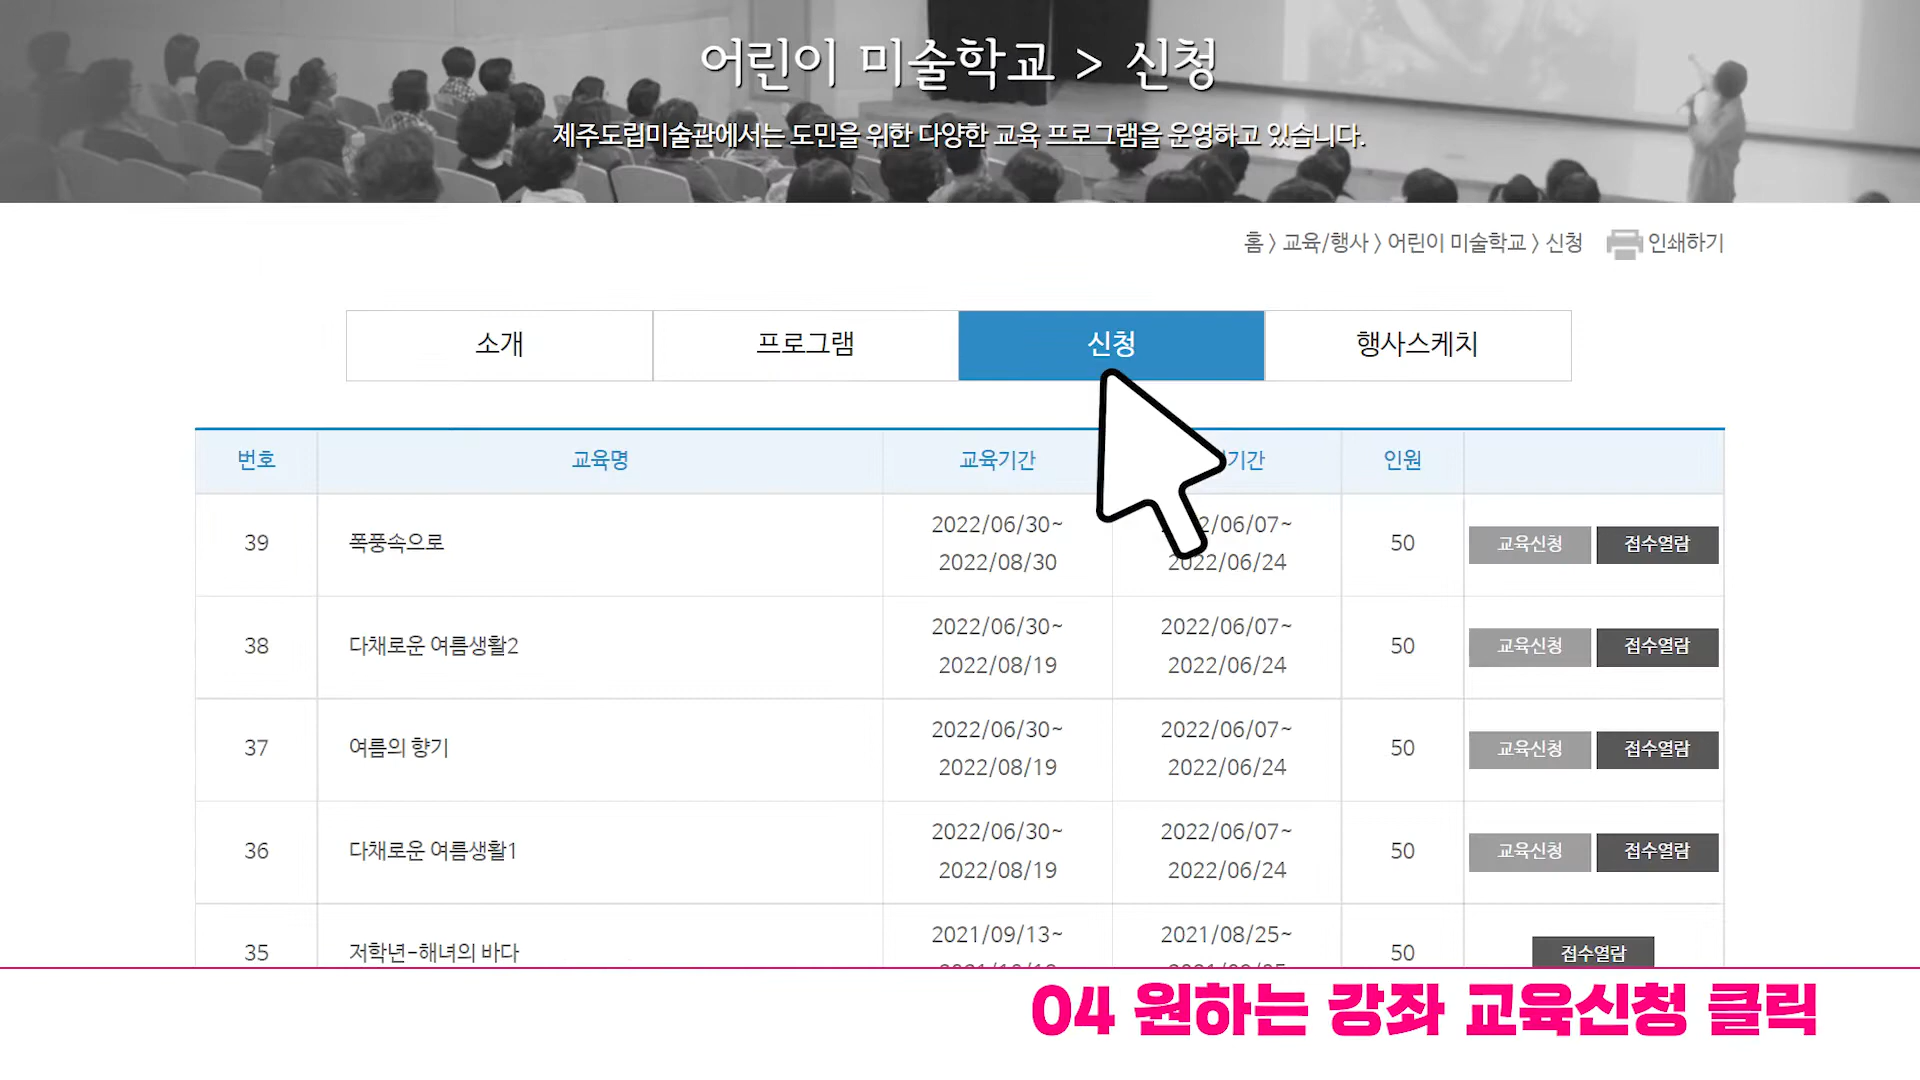 어린이 미술학교 > 신청
제주도립미술관에서는 도민을 위한 다양한 교육 프로그램을 운영하고 있습니다.
홈 > 교육/행사 > 어린이 미술학교 > 신청 인쇄하기
소개 프로그램 신청 행사스케치
번호 교육명 교육기간 기간 인원
39 폭풍속으로 2022/06/30~ 2022/08/30 2/06/07~ 2022/06/24 50 교육신청 접수열람
38 다채로운 여름생활2 2022/06/30~ 2022/08/19 2022/06/07~ 2022/06/24 50 교육신청 접수열람
37 여름의 향기 2022/06/30~ 2022/08/19 2022/06/07~ 2022/06/24 50 교육신청 접수열람
36 다채로운 여름생활1 2022/06/30~ 2022/08/19 2022/06/07~ 2022/06/24 50 교육신청 접수열람
35 저학년-해녀의 바다 2021/09/13~ 2021/08/25~ 50 접수열람
04 원하는 강좌 교육신청 클릭